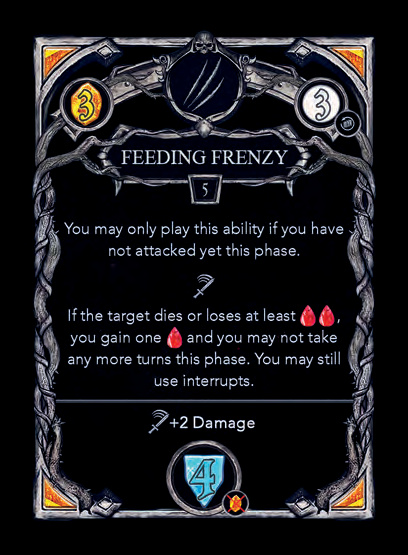 3
3
FEEDING FRENZY
5
You may only play this ability if you have
not attacked yet this phase.
If the target dies or loses at least ,
you gain one and you may not take
any more turns this phase. You may still
use interrupts.
+2 Damage
4